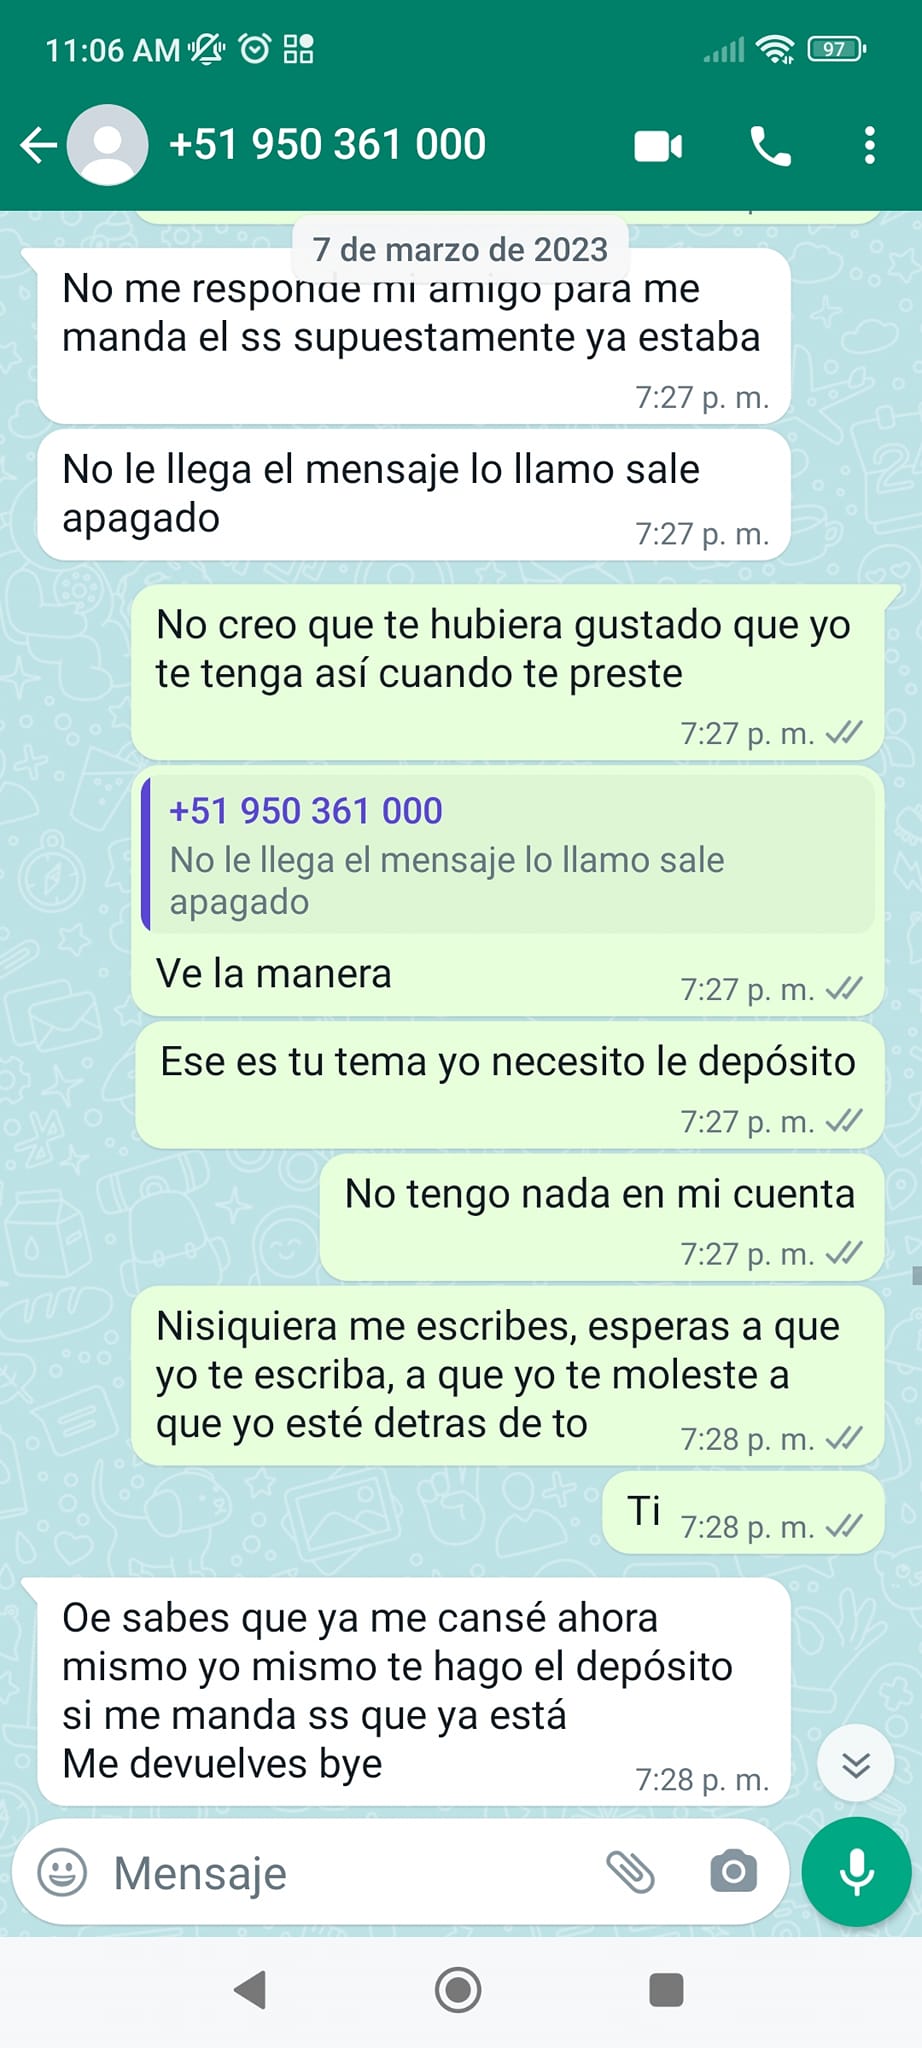 11:06 AM
97
+51 950 361 000
7 de marzo de 2023
No me responde mi amigo para me
manda el ss supuestamente ya estaba
7:27 p. m.
No le llega el mensaje lo llamo sale
apagado
7:27 p. m.
No creo que te hubiera gustado que yo
te tenga así cuando te preste
7:27 p. m.
+51 950 361 000
No le llega el mensaje lo llamo sale
apagado
Ve la manera
7:27 p. m.
Ese es tu tema yo necesito le depósito
7:27 p. m.
No tengo nada en mi cuenta
7:27 p. m.
Nisiquiera me escribes, esperas a que
yo te escriba, a que yo te moleste a
que yo esté detras de to
7:28 p. m.
Ti
7:28 p. m.
Oe sabes que ya me cansé ahora
mismo yo mismo te hago el depósito
si me manda ss que ya está
Me devuelves bye
7:28 p. m.
Mensaje